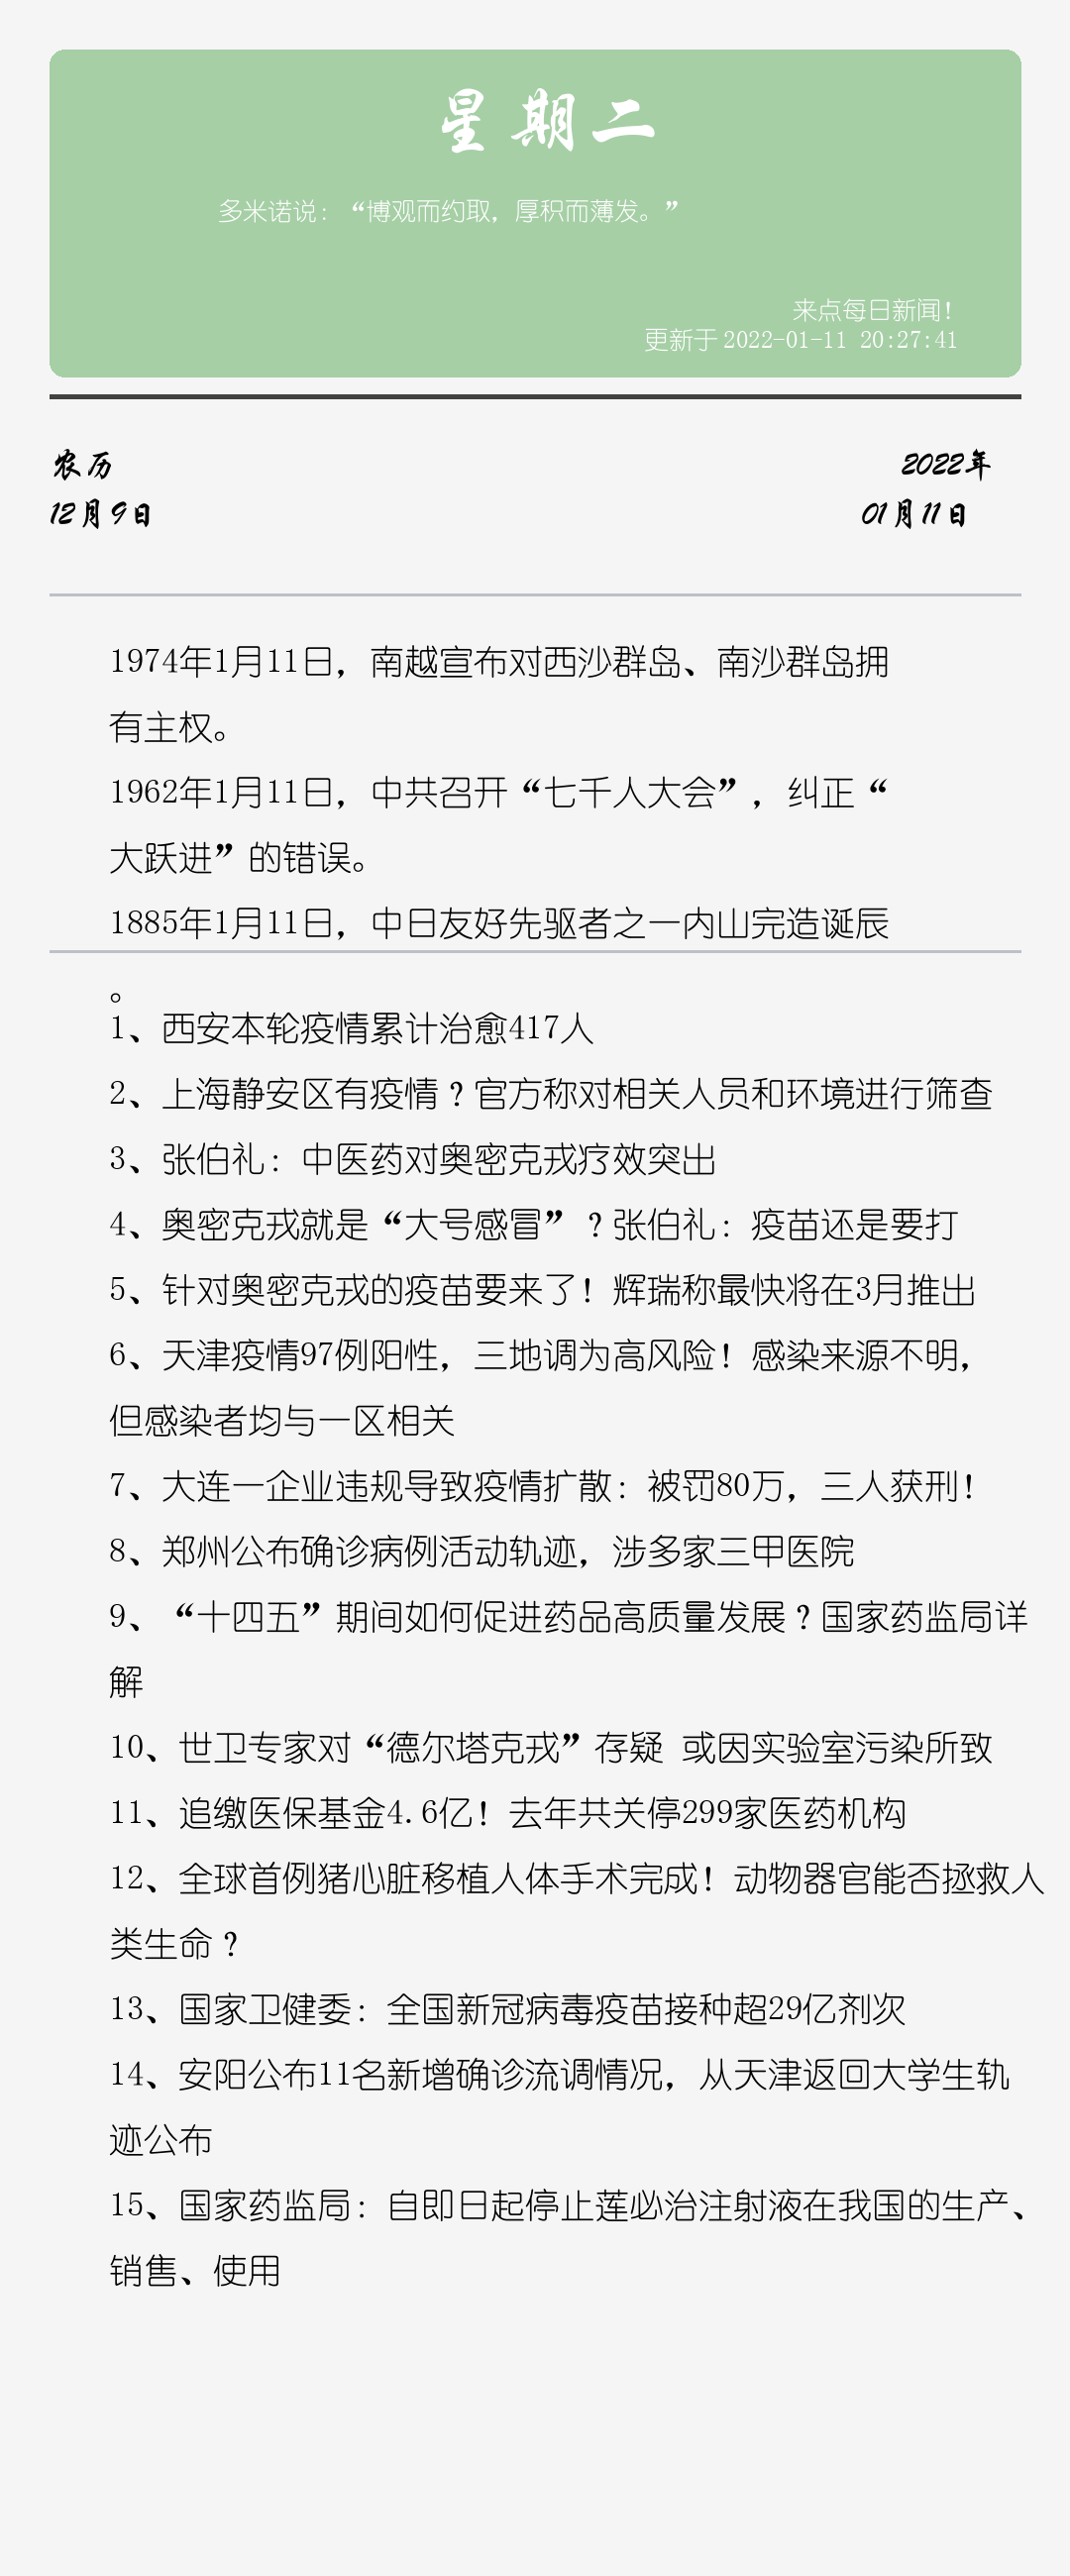 星期二
多米诺说：“博观而约取，厚积而薄发。”
来点每日新闻！
更新于2022-01-11 20:27:41
农历
2022年
12月9日
01月11日
1974年1月11日，南越宣布对西沙群岛、南沙群岛拥
有主权。
1962年1月11日，中共召开“七千人大会”，纠正“
大跃进”的错误。
1885年1月11日，中日友好先驱者之一内山完造诞辰
。
1、西安本轮疫情累计治愈417人
2、上海静安区有疫情？官方称对相关人员和环境进行筛查
3、张伯礼：中医药对奥密克戎疗效突出
4、奥密克戎就是“大号感冒”？张伯礼：疫苗还是要打
5、针对奥密克戎的疫苗要来了！辉瑞称最快将在3月推出
6、天津疫情97例阳性，三地调为高风险！感染来源不明，
但感染者均与一区相关
7、大连一企业违规导致疫情扩散：被罚80万，三人获刑！
8、郑州公布确诊病例活动轨迹，涉多家三甲医院
9、“十四五”期间如何促进药品高质量发展？国家药监局详
解
10、世卫专家对“德尔塔克戎”存疑 或因实验室污染所致
11、追缴医保基金4.6亿！去年共关停299家医药机构
12、全球首例猪心脏移植人体手术完成！动物器官能否拯救人
类生命？
13、国家卫健委：全国新冠病毒疫苗接种超29亿剂次
14、安阳公布11名新增确诊流调情况，从天津返回大学生轨
迹公布
15、国家药监局：自即日起停止莲必治注射液在我国的生产、
销售、使用